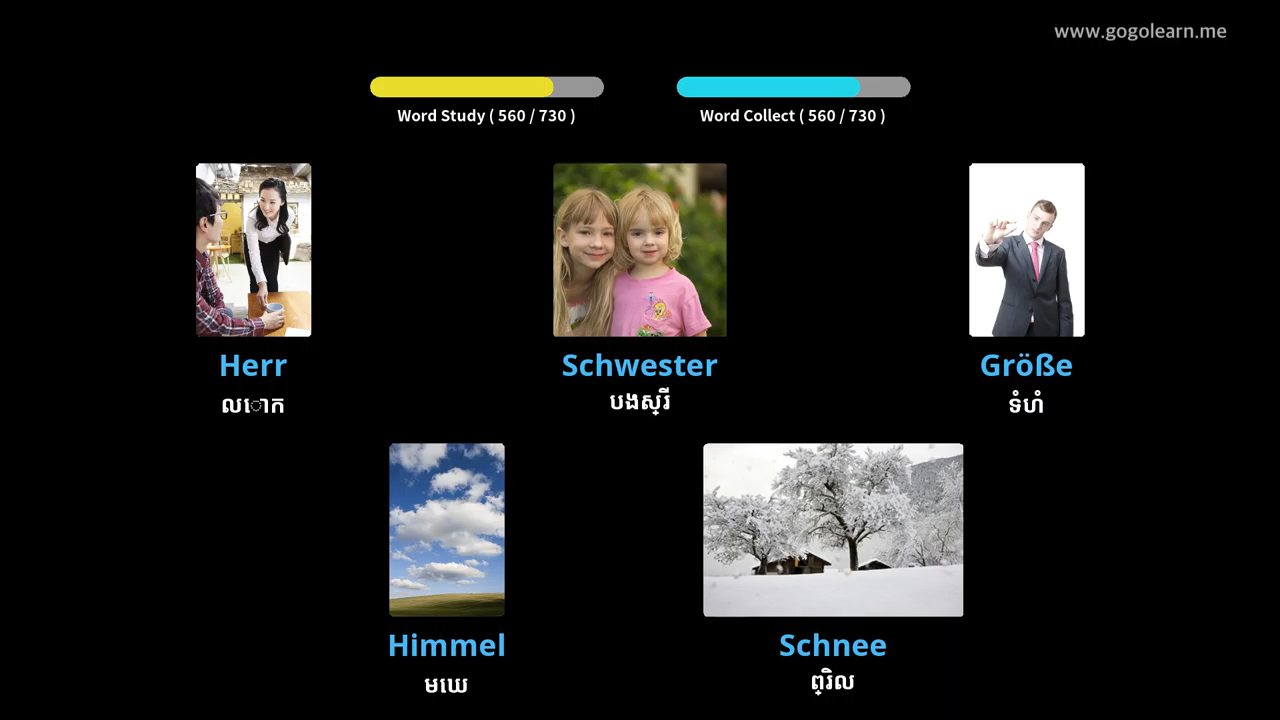 www.gogolearn.me
Word Study ( 560 / 730 )
Word Collect ( 560 / 730 )
Herr
Schwester
Größe
លោក
បងស្រី
ទំហំ
Himmel
Schnee
មេឃ
ព្រិល